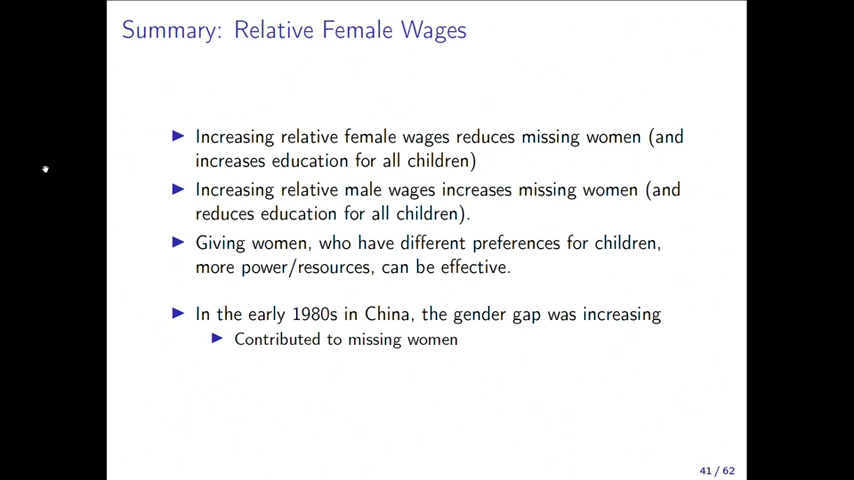 Summary: Relative Female Wages
Increasing relative female wages reduces missing women (and
increases education for all children)
Increasing relative male wages increases missing women (and
reduces education for all children).
Giving women, who have different preferences for children,
more power/resources, can be effective.
In the early 1980s in China, the gender gap was increasing
Contributed to missing women
41 / 62